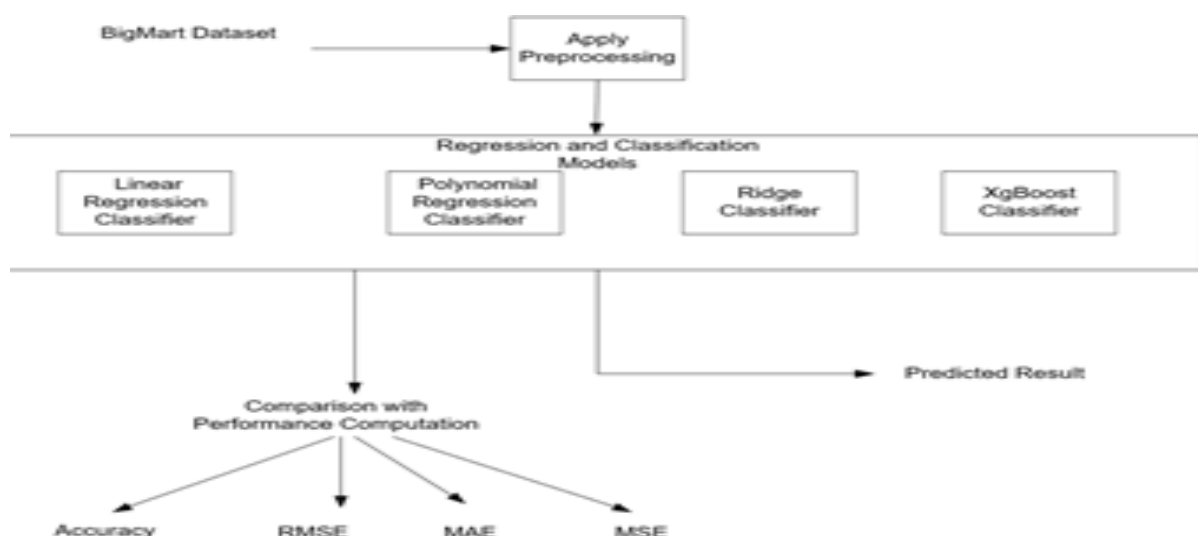 BigMart Dataset
Apply
Preprocessing
Regression and Classification
Models
Linear
Regression
Classifier
Polynomial
Regression
Classifier
Ridge
Classifier
XgBoost
Classifier
Predicted Result
Comparison with
Performance Computation
Accuracy
RMSE
MAE
MSE